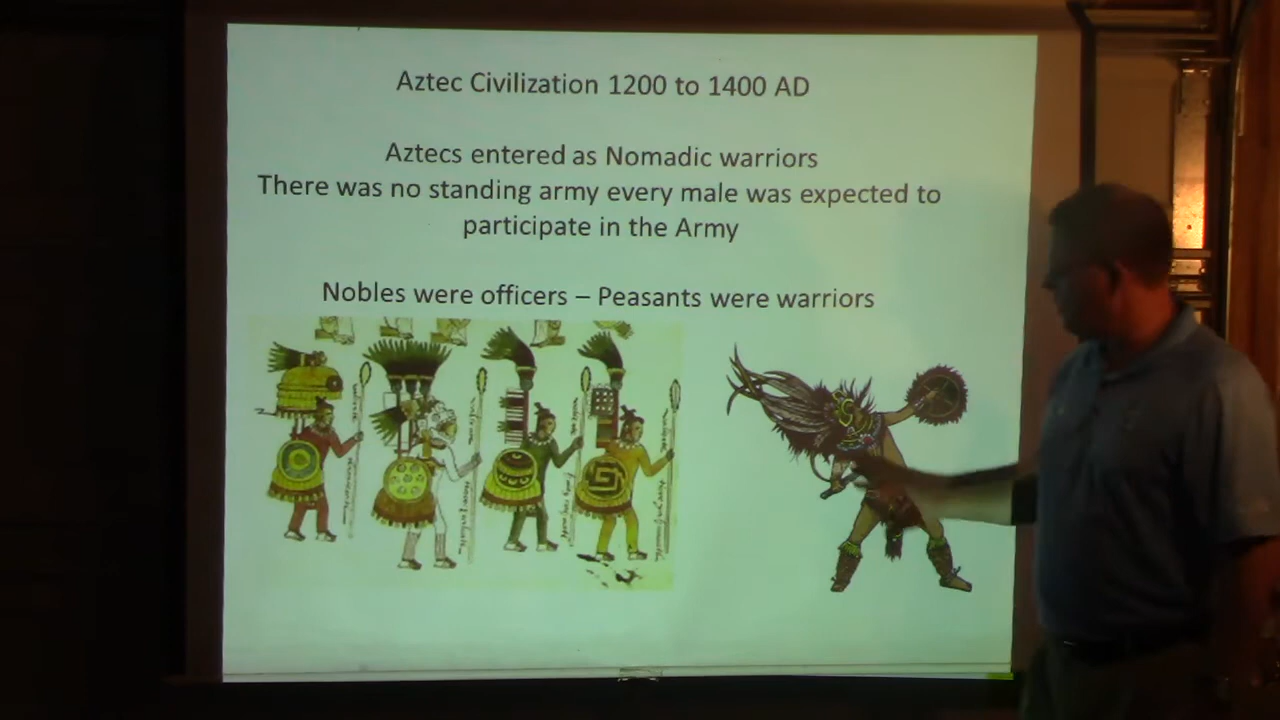 Aztec Civilization 1200 to 1400 AD
Aztecs entered as Nomadic warriors
There was no standing army every male was expected to
participate in the Army
Nobles were officers – Peasants were warriors